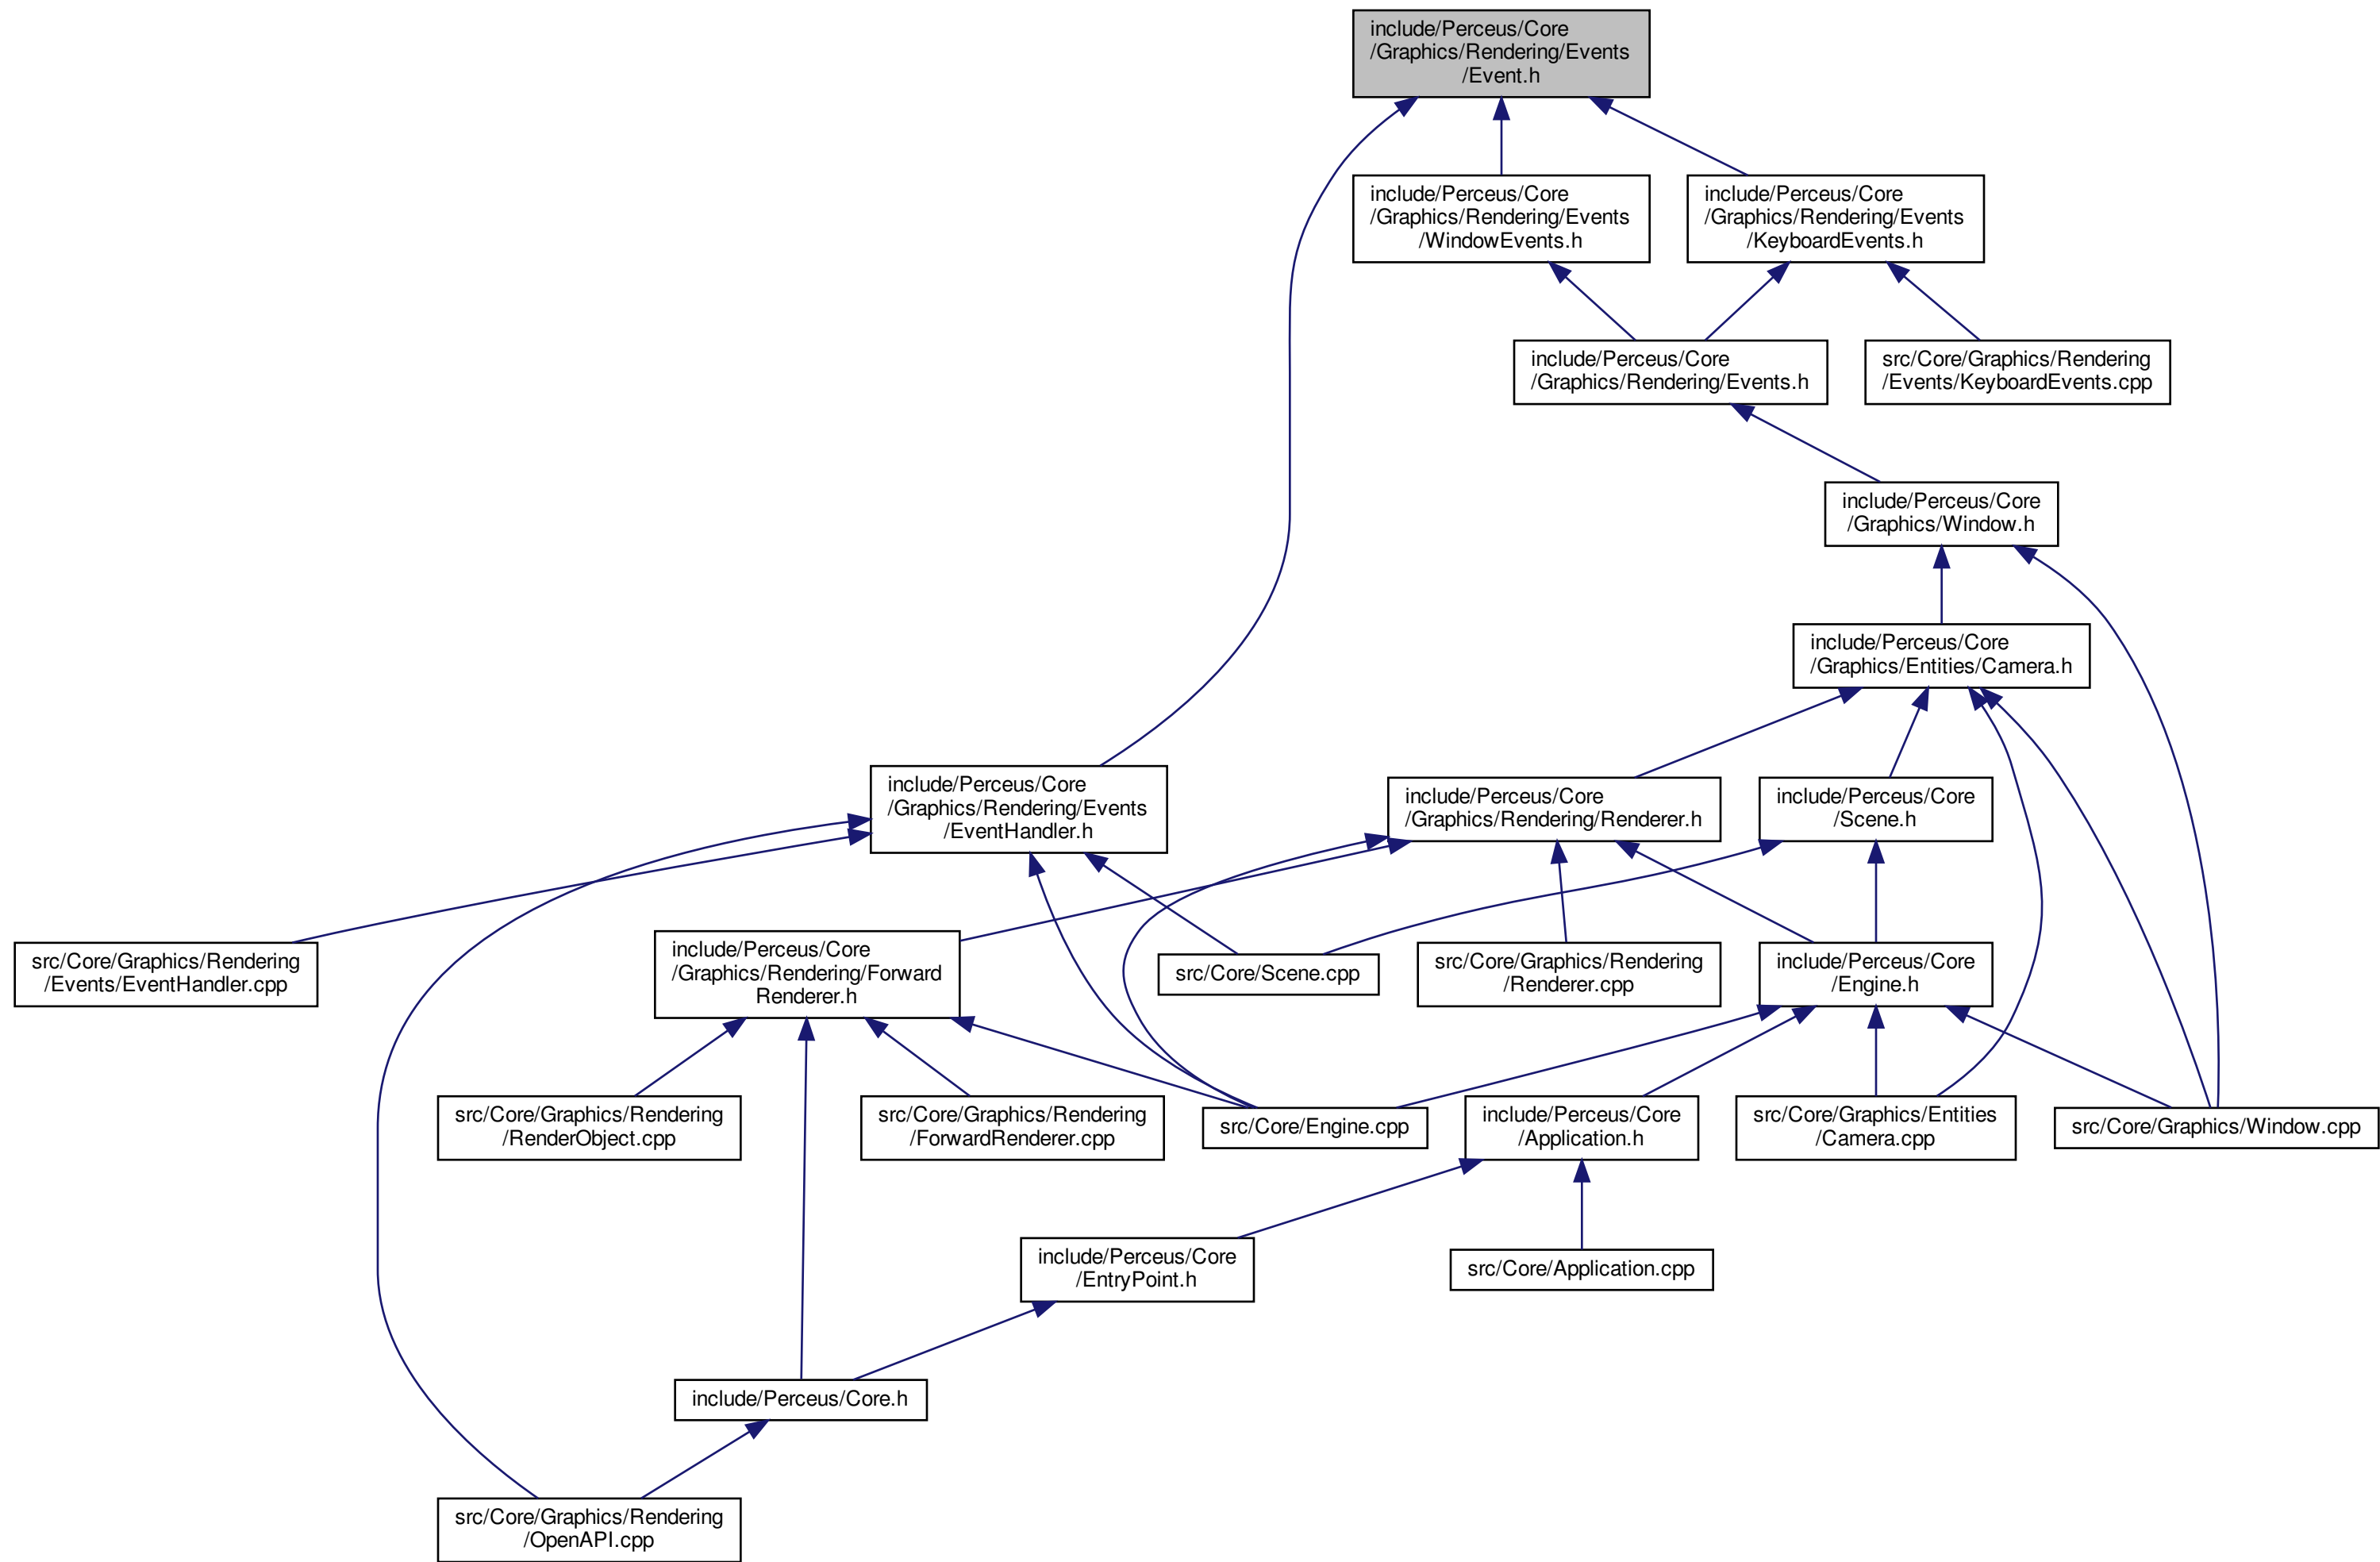 include/Perceus/Core
/Graphics/Rendering/Events
/Event.h
include/Perceus/Core
/Graphics/Rendering/Events
/WindowEvents.h
include/Perceus/Core
/Graphics/Rendering/Events
/KeyboardEvents.h
include/Perceus/Core
/Graphics/Rendering/Events.h
src/Core/Graphics/Rendering
/Events/KeyboardEvents.cpp
include/Perceus/Core
/Graphics/Window.h
include/Perceus/Core
/Graphics/Entities/Camera.h
include/Perceus/Core
/Graphics/Rendering/Events
/EventHandler.h
include/Perceus/Core
/Graphics/Rendering/Renderer.h
include/Perceus/Core
/Scene.h
src/Core/Graphics/Rendering
/Events/EventHandler.cpp
include/Perceus/Core
/Graphics/Rendering/Forward
Renderer.h
src/Core/Scene.cpp
src/Core/Graphics/Rendering
/Renderer.cpp
include/Perceus/Core
/Engine.h
src/Core/Graphics/Rendering
/RenderObject.cpp
src/Core/Graphics/Rendering
/ForwardRenderer.cpp
src/Core/Engine.cpp
include/Perceus/Core
/Application.h
src/Core/Graphics/Entities
/Camera.cpp
src/Core/Graphics/Window.cpp
include/Perceus/Core
/EntryPoint.h
src/Core/Application.cpp
include/Perceus/Core.h
src/Core/Graphics/Rendering
/OpenAPI.cpp